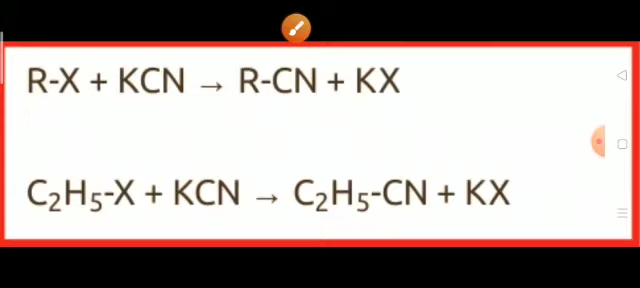 R-X + KCN → R-CN + KX
C₂H₅-X + KCN → C₂H₅-CN + KX